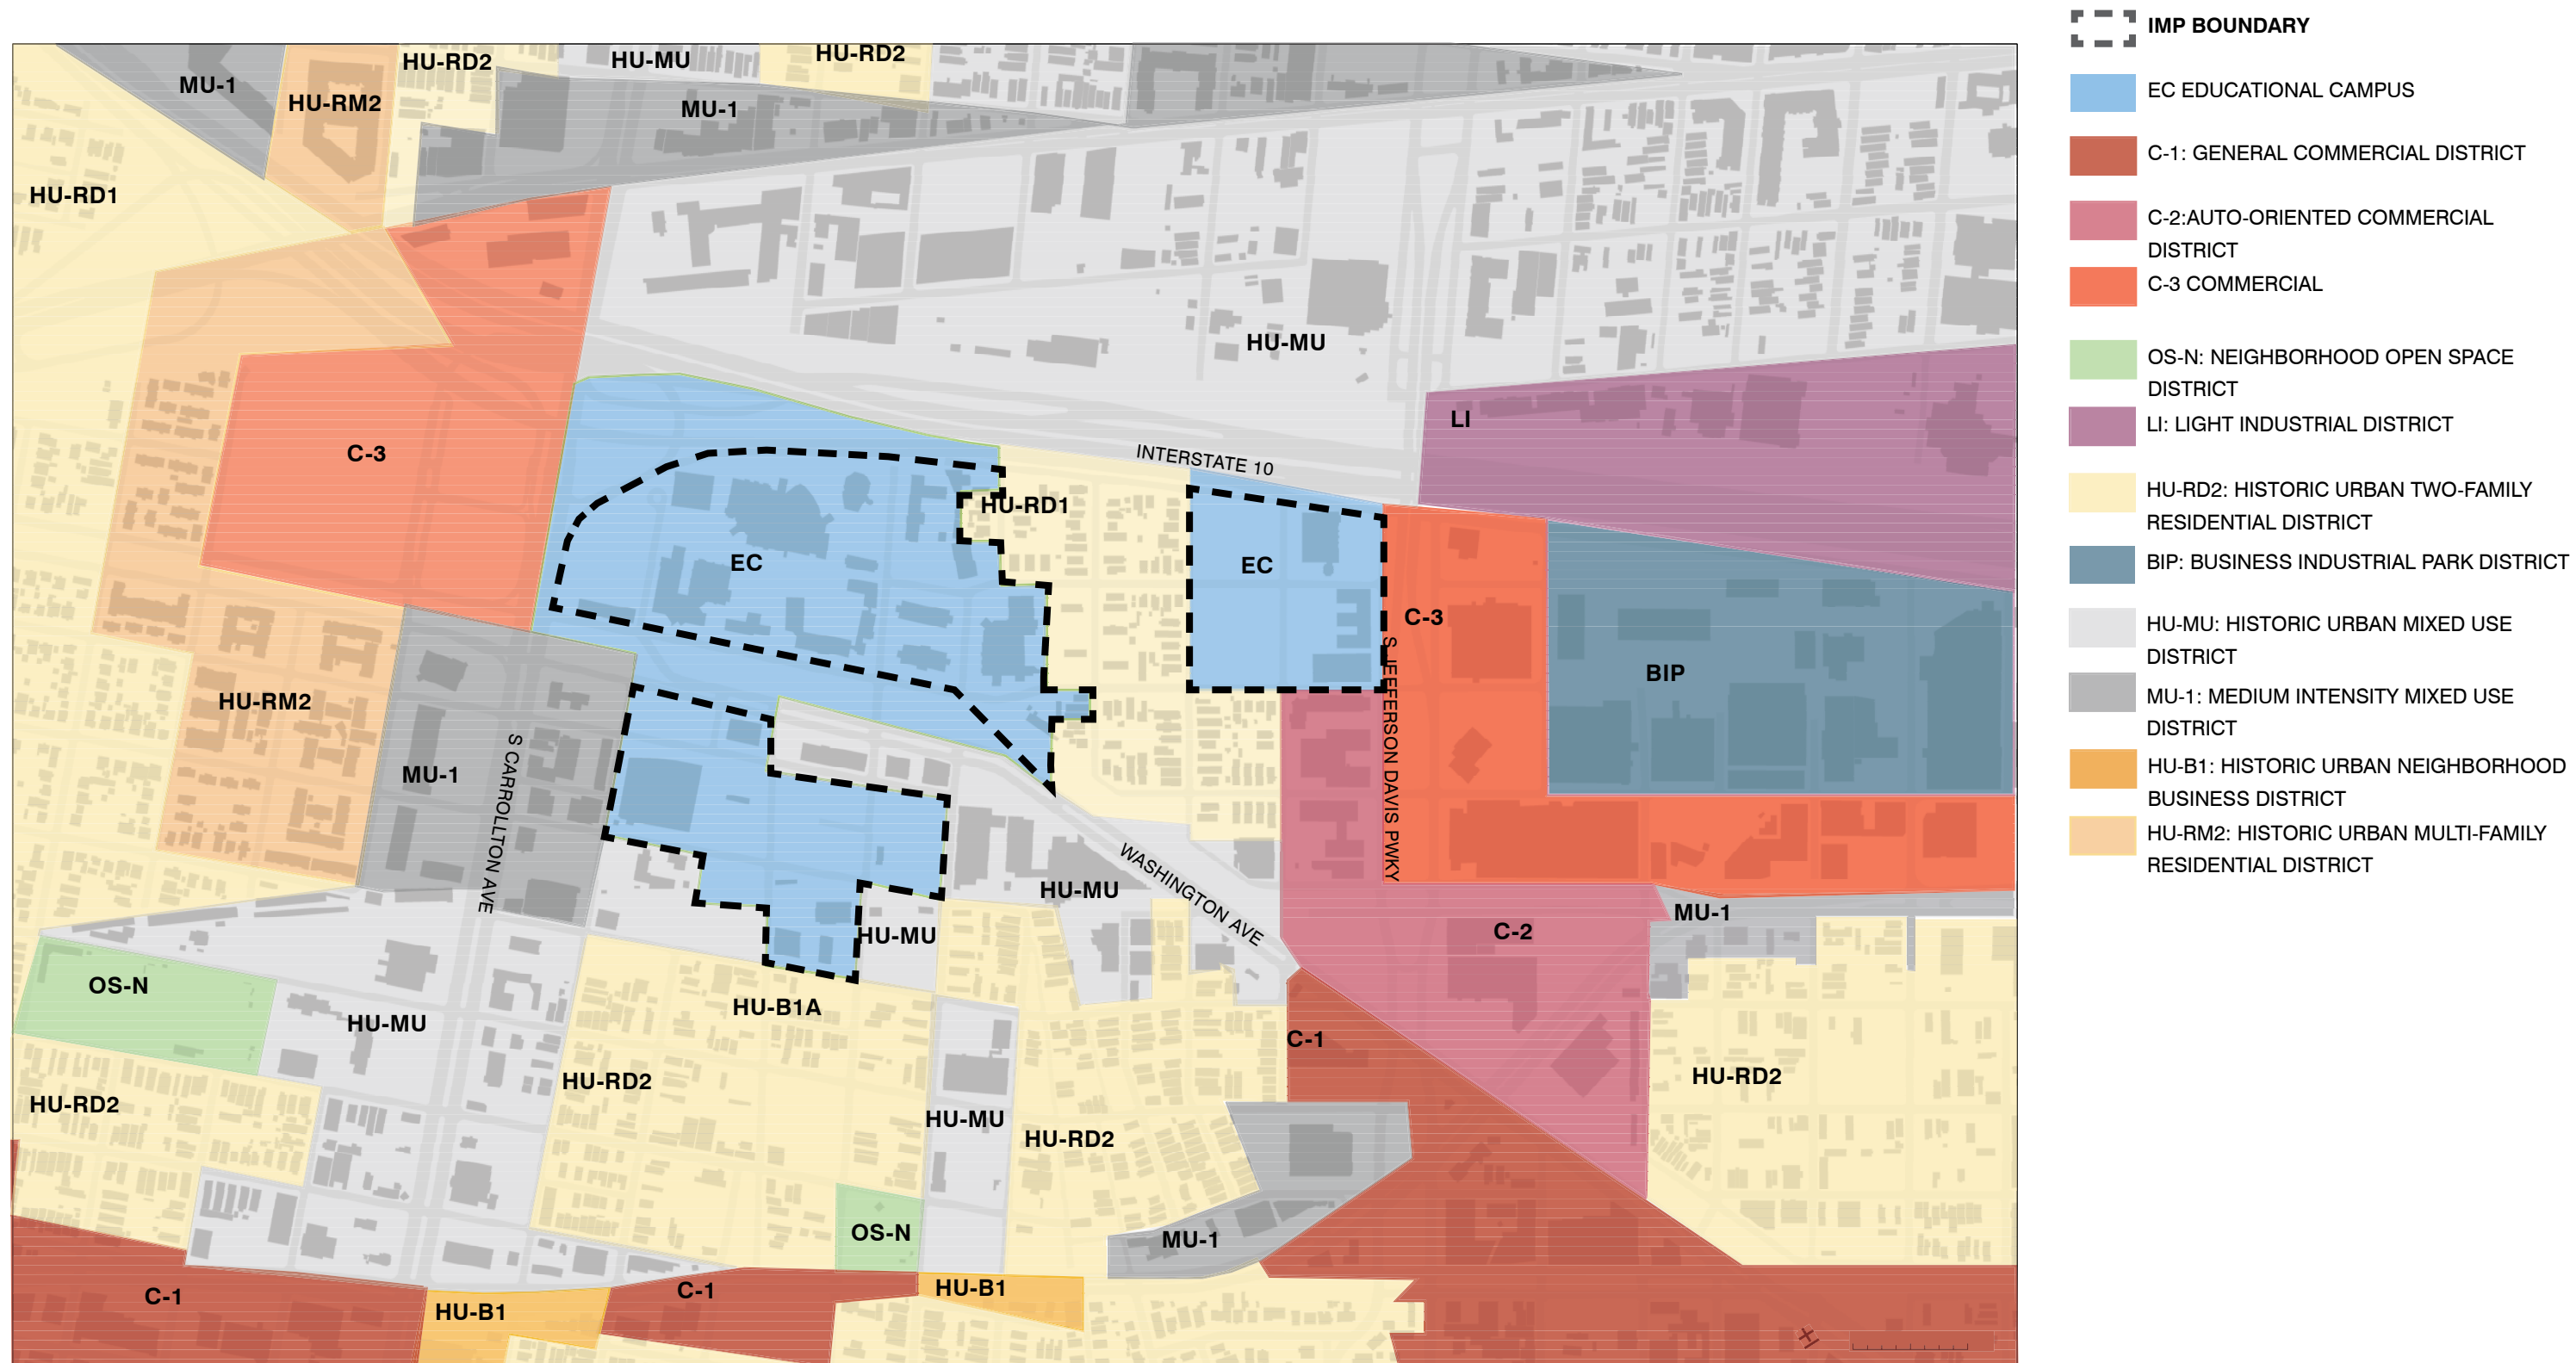 IMP BOUNDARY
EC EDUCATIONAL CAMPUS
C-1: GENERAL COMMERCIAL DISTRICT
C-2:AUTO-ORIENTED COMMERCIAL
DISTRICT
C-3 COMMERCIAL
OS-N: NEIGHBORHOOD OPEN SPACE
DISTRICT
LI: LIGHT INDUSTRIAL DISTRICT
HU-RD2: HISTORIC URBAN TWO-FAMILY
RESIDENTIAL DISTRICT
BIP: BUSINESS INDUSTRIAL PARK DISTRICT
HU-MU: HISTORIC URBAN MIXED USE
DISTRICT
MU-1: MEDIUM INTENSITY MIXED USE
DISTRICT
HU-B1: HISTORIC URBAN NEIGHBORHOOD
BUSINESS DISTRICT
HU-RM2: HISTORIC URBAN MULTI-FAMILY
RESIDENTIAL DISTRICT
HU-RD2
HU-MU
HU-RD2
MU-1
HU-RM2
MU-1
HU-RD1
HU-MU
LI
C-3
INTERSTATE 10
HU-RD1
EC
EC
C-3
BIP
HU-RM2
S JEFFERSON DAVIS PWKY
MU-1
S CARROLLTON AVE
HU-MU
WASHINGTON AVE
MU-1
C-2
HU-MU
OS-N
HU-B1A
HU-MU
C-1
HU-RD2
HU-RD2
HU-RD2
HU-MU
HU-RD2
OS-N
MU-1
C-1
C-1
HU-B1
HU-B1